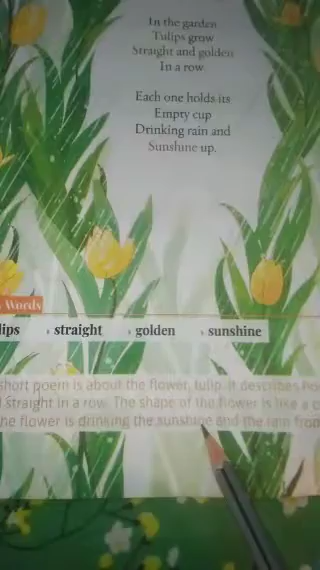 In the garden
Tulips grow
Straight and golden
In a row
Each one holds its
Empty cup
Drinking rain and
Sunshine up.
Words
lips › straight › golden › sunshine
short poem is about the flower, tulip. It describes
straight in a row. The shape of the flower is like a
he flower is drinking the sunshine and the rain from